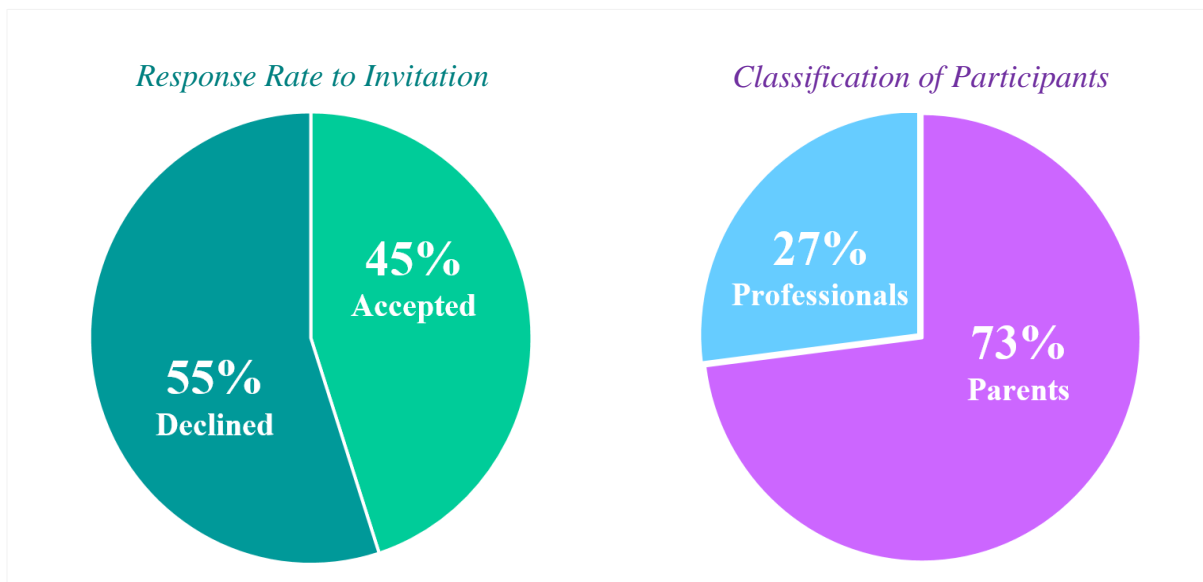 Response Rate to Invitation
45%
Accepted
55%
Declined
Classification of Participants
27%
Professionals
73%
Parents